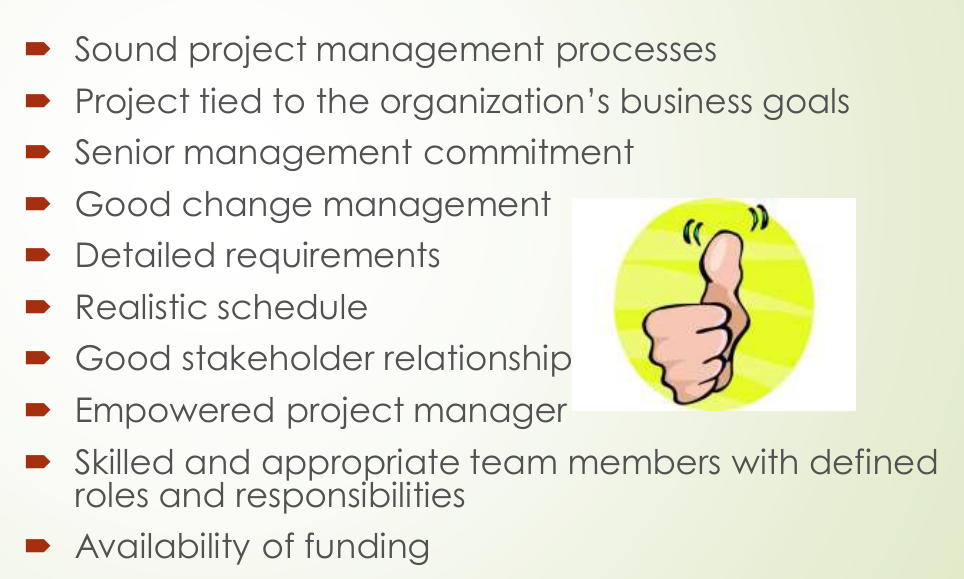 Sound project management processes
Project tied to the organization’s business goals
Senior management commitment
Good change management
Detailed requirements
Realistic schedule
Good stakeholder relationship
Empowered project manager
Skilled and appropriate team members with defined
roles and responsibilities
Availability of funding